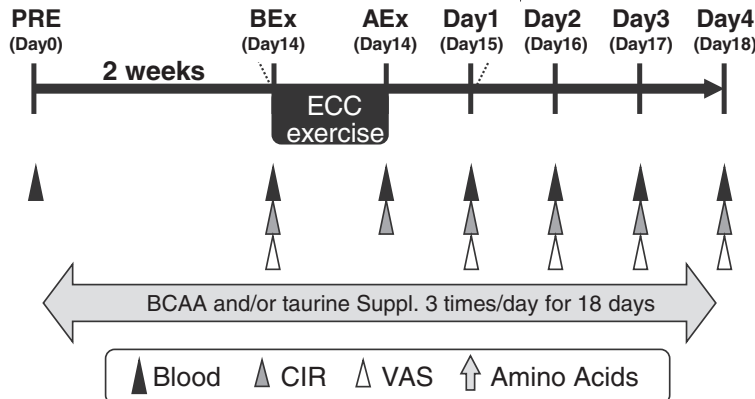 PRE BEx AEx Day1 Day2 Day3 Day4
(Day0) (Day14) (Day14) (Day15) (Day16) (Day17) (Day18)
2 weeks
ECC
exercise
BCAA and/or taurine Suppl. 3 times/day for 18 days
Blood CIR VAS Amino Acids